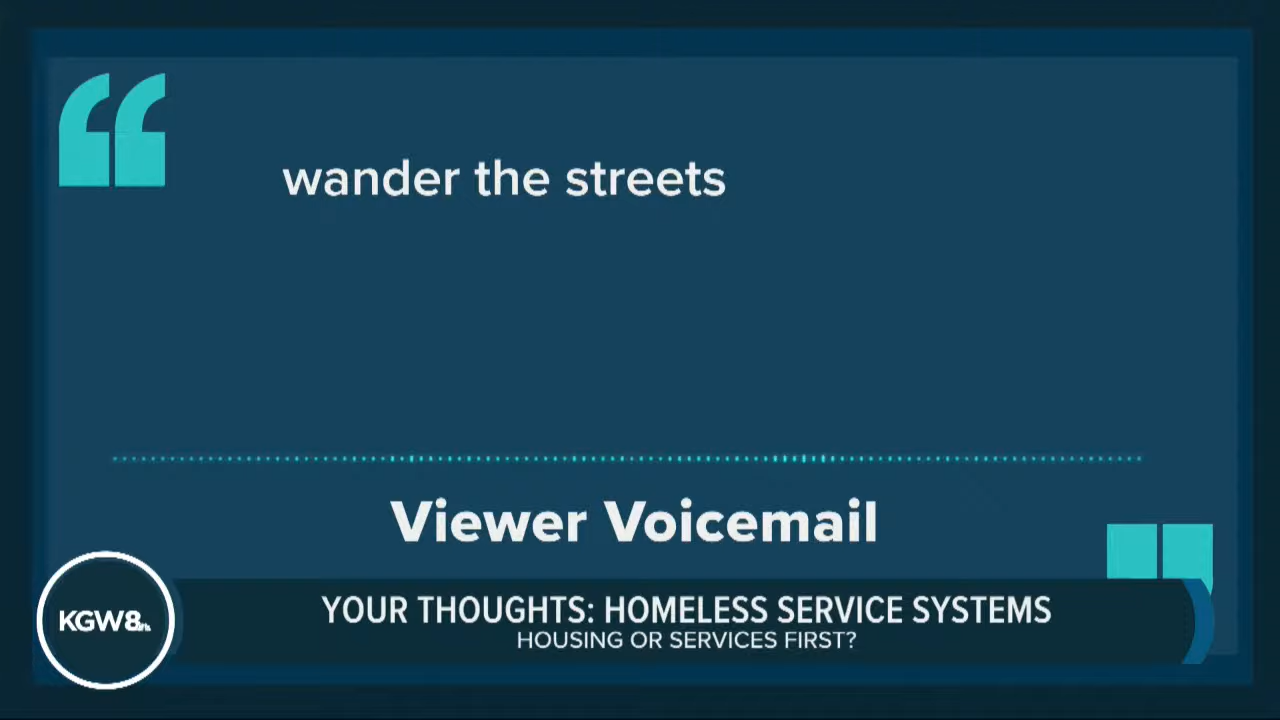 wander the streets
Viewer Voicemail
YOUR THOUGHTS: HOMELESS SERVICE SYSTEMS
HOUSING OR SERVICES FIRST?
KGW8